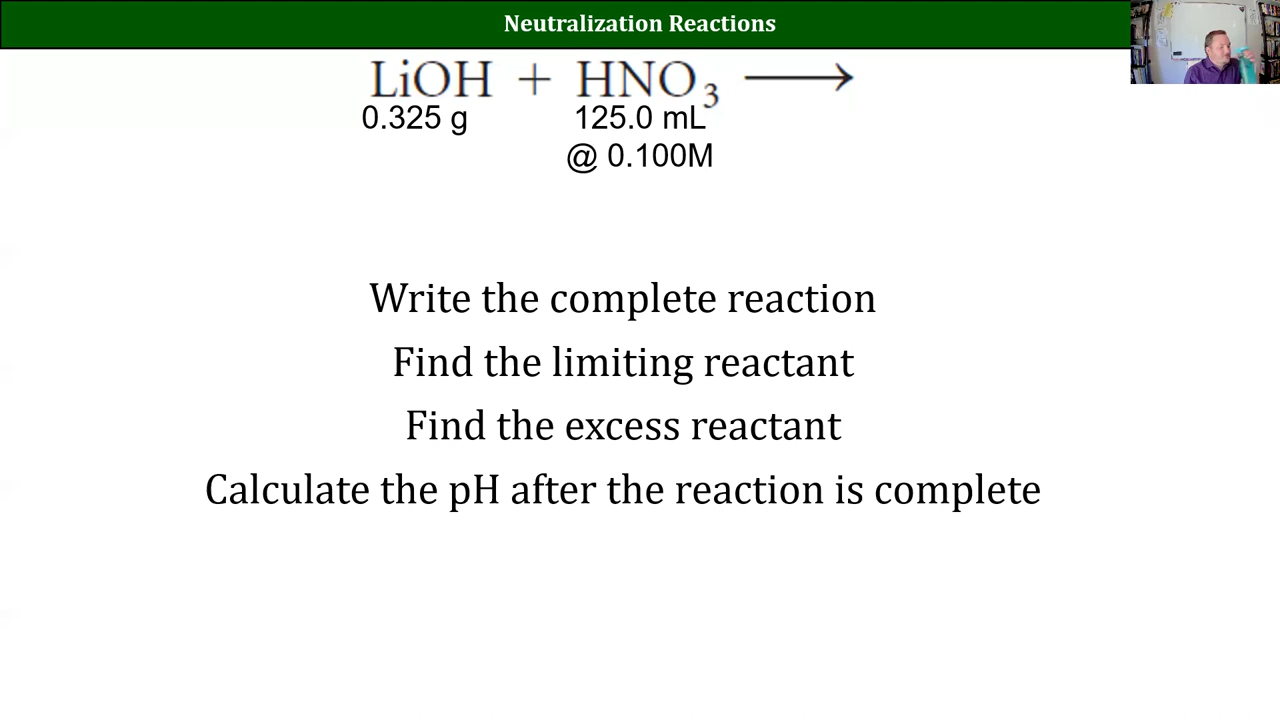 Neutralization Reactions
LiOH + HNO₃ ⟶
0.325 g 125.0 mL
@ 0.100M
Write the complete reaction
Find the limiting reactant
Find the excess reactant
Calculate the pH after the reaction is complete